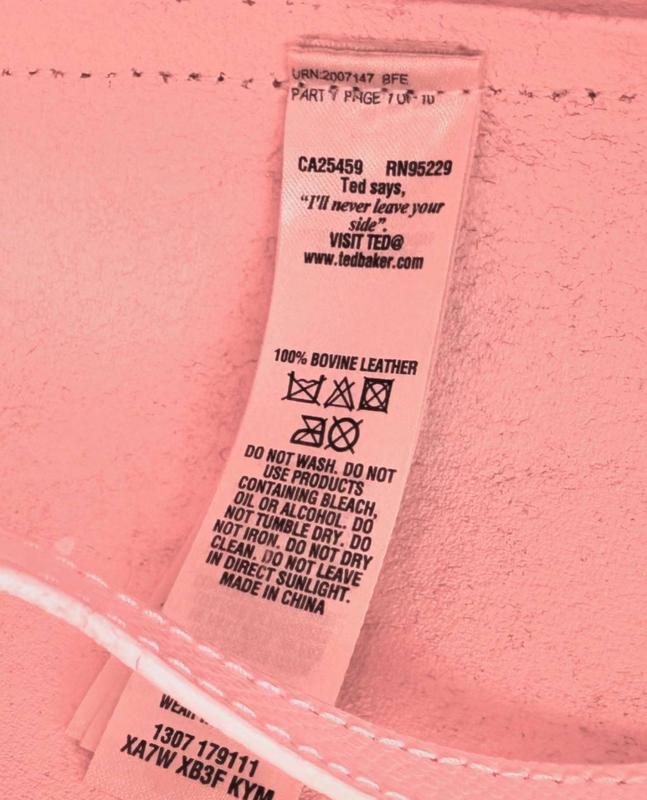 URN:2007147 BFE
PART 7 PAGE 1 OF 10
CA25459 RN95229
Ted says,
“I'll never leave your
side”.
VISIT TED@
www.tedbaker.com
100% BOVINE LEATHER
DO NOT WASH. DO NOT
USE PRODUCTS
CONTAINING BLEACH,
OIL OR ALCOHOL. DO
NOT TUMBLE DRY. DO
NOT IRON. DO NOT DRY
CLEAN. DO NOT LEAVE
IN DIRECT SUNLIGHT.
MADE IN CHINA
WEAR
1307 179111
XA7W XB3F KYM